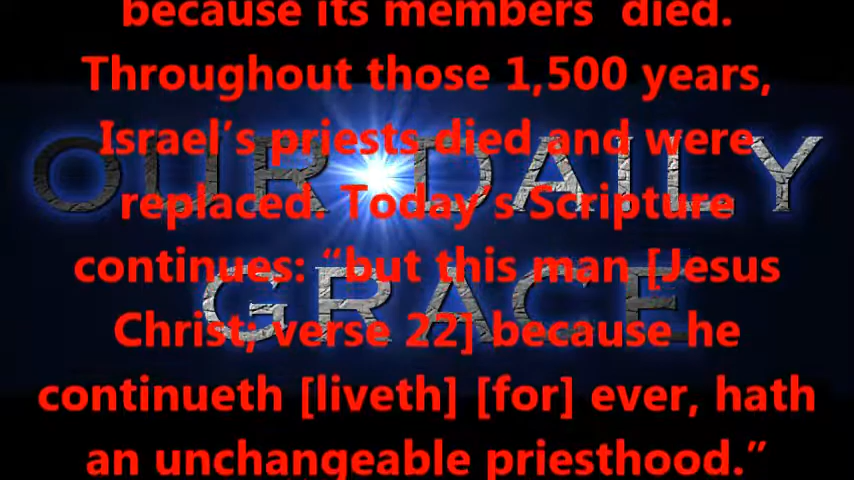 because its members died.
Throughout those 1,500 years,
Israel's priests died and were
replaced. Today's Scripture
continues: “but this man [Jesus
Christ; verse 22] because he
continueth [liveth] [for] ever, hath
an unchangeable priesthood.”
OUR DAILY
GRACE